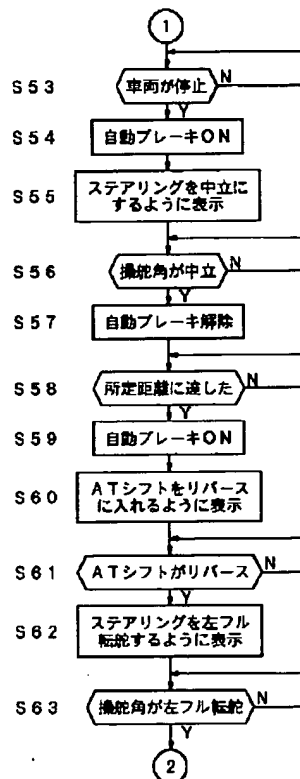 1
S53 車両が停止 N
Y
S54 自動ブレーキON
S55 ステアリングを中立に
するように表示
S56 操舵角が中立 N
Y
S57 自動ブレーキ解除
S58 所定距離に達した N
Y
S59 自動ブレーキON
S60 ATシフトをリバース
に入れるように表示
S61 ATシフトがリバース N
Y
S62 ステアリングを左フル
転舵するように表示
S63 操舵角が左フル転舵 N
Y
2